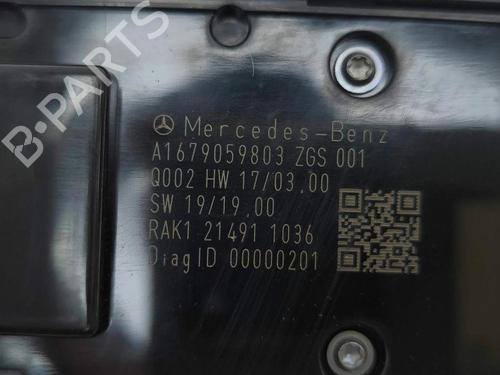 Mercedes-Benz
A1679059803 ZGS 001
Q002 HW 17/03,00
SW 19/19,00
RAK1 21491 1036
DiagID 00000201
B-PARTS